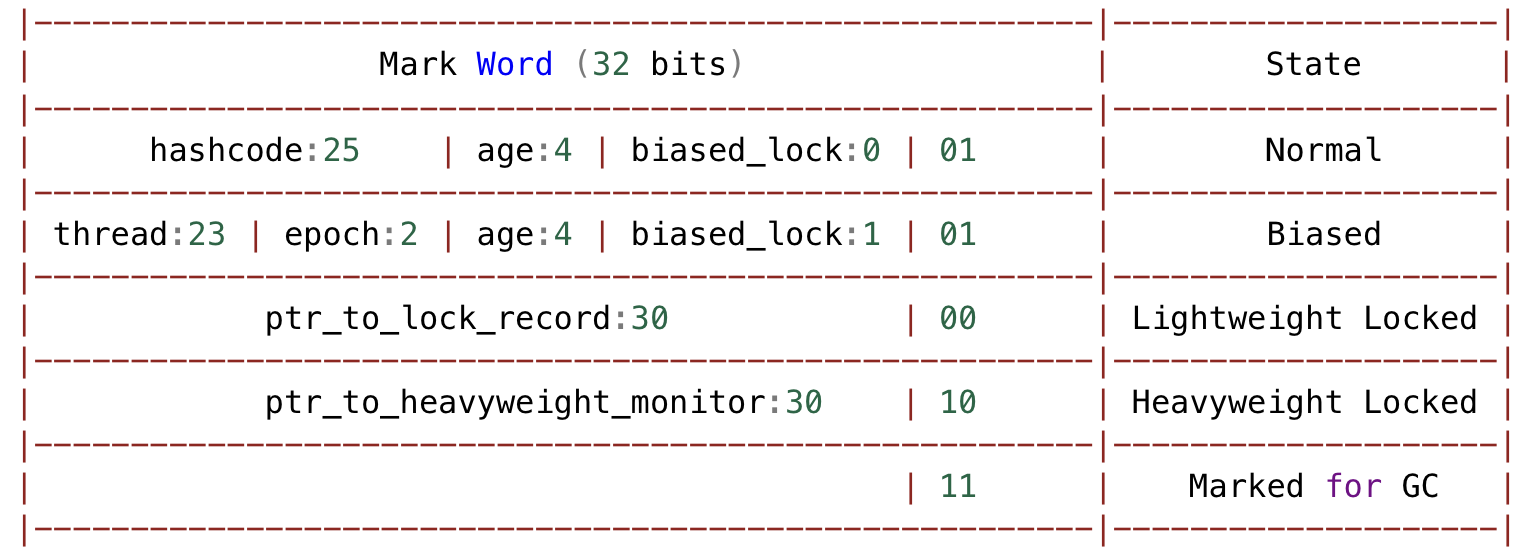 |-------------------------------------------------------|--------------------|
|                  Mark Word (32 bits)                  |       State        |
|-------------------------------------------------------|--------------------|
|      hashcode:25    | age:4 | biased_lock:0 | 01      |       Normal       |
|-------------------------------------------------------|--------------------|
| thread:23 | epoch:2 | age:4 | biased_lock:1 | 01      |       Biased       |
|-------------------------------------------------------|--------------------|
|            ptr_to_lock_record:30            | 00      | Lightweight Locked |
|-------------------------------------------------------|--------------------|
|            ptr_to_heavyweight_monitor:30    | 10      | Heavyweight Locked |
|-------------------------------------------------------|--------------------|
|                                             | 11      |    Marked for GC   |
|-------------------------------------------------------|--------------------|